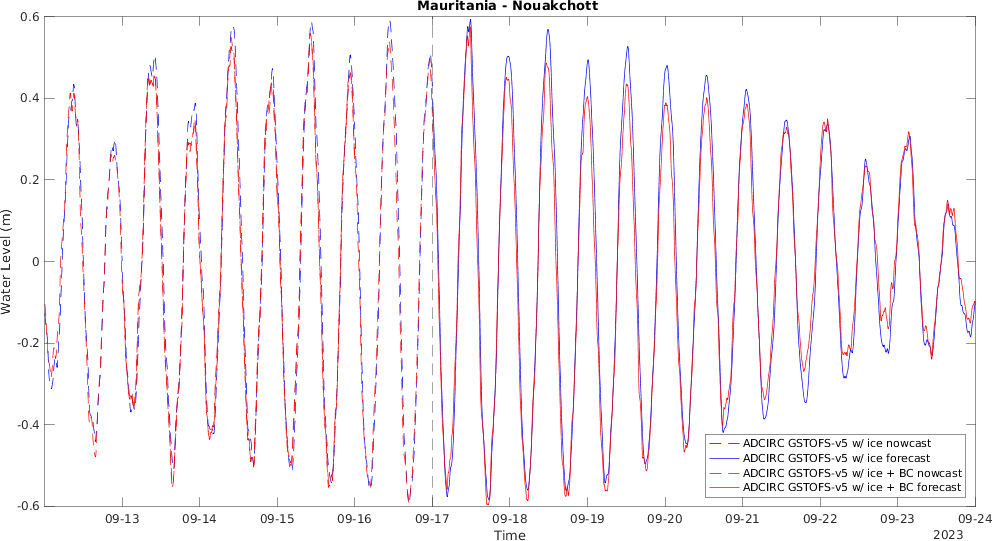 Mauritania - Nouakchott
0.6
0.4
0.2
0
-0.2
-0.4
-0.6
Water Level (m)
ADCIRC GSTOFS-v5 w/ ice nowcast
ADCIRC GSTOFS-v5 w/ ice forecast
ADCIRC GSTOFS-v5 w/ ice + BC nowcast
ADCIRC GSTOFS-v5 w/ ice + BC forecast
09-13 09-14 09-15 09-16 09-17 09-18 09-19 09-20 09-21 09-22 09-23 09-24
Time
2023